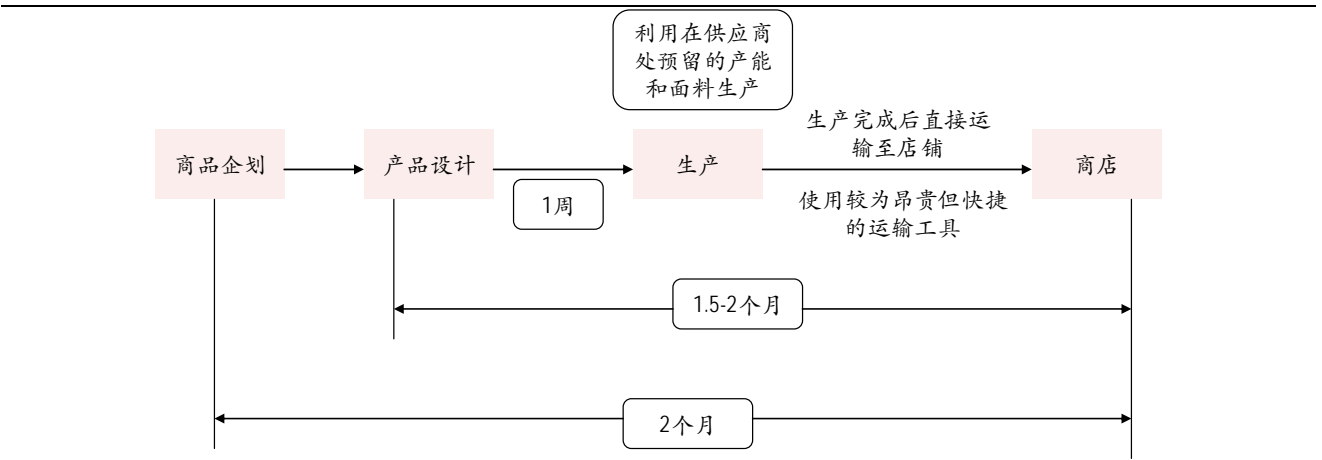 利用在供应商
处预留的产能
和面料生产
商品企划
产品设计
1周
生产
生产完成后直接运
输至店铺
使用较为昂贵但快捷
的运输工具
商店
1.5-2个月
2个月